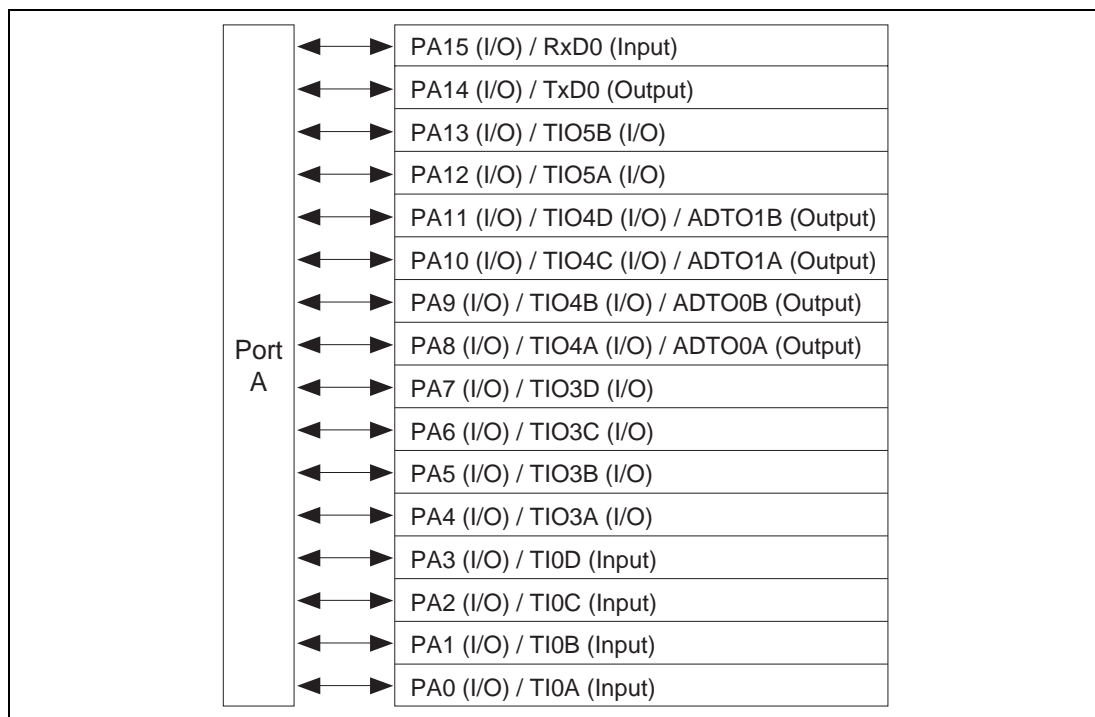 Port
A
PA15 (I/O) / RxD0 (Input)
PA14 (I/O) / TxD0 (Output)
PA13 (I/O) / TIO5B (I/O)
PA12 (I/O) / TIO5A (I/O)
PA11 (I/O) / TIO4D (I/O) / ADTO1B (Output)
PA10 (I/O) / TIO4C (I/O) / ADTO1A (Output)
PA9 (I/O) / TIO4B (I/O) / ADTO0B (Output)
PA8 (I/O) / TIO4A (I/O) / ADTO0A (Output)
PA7 (I/O) / TIO3D (I/O)
PA6 (I/O) / TIO3C (I/O)
PA5 (I/O) / TIO3B (I/O)
PA4 (I/O) / TIO3A (I/O)
PA3 (I/O) / TI0D (Input)
PA2 (I/O) / TI0C (Input)
PA1 (I/O) / TI0B (Input)
PA0 (I/O) / TI0A (Input)